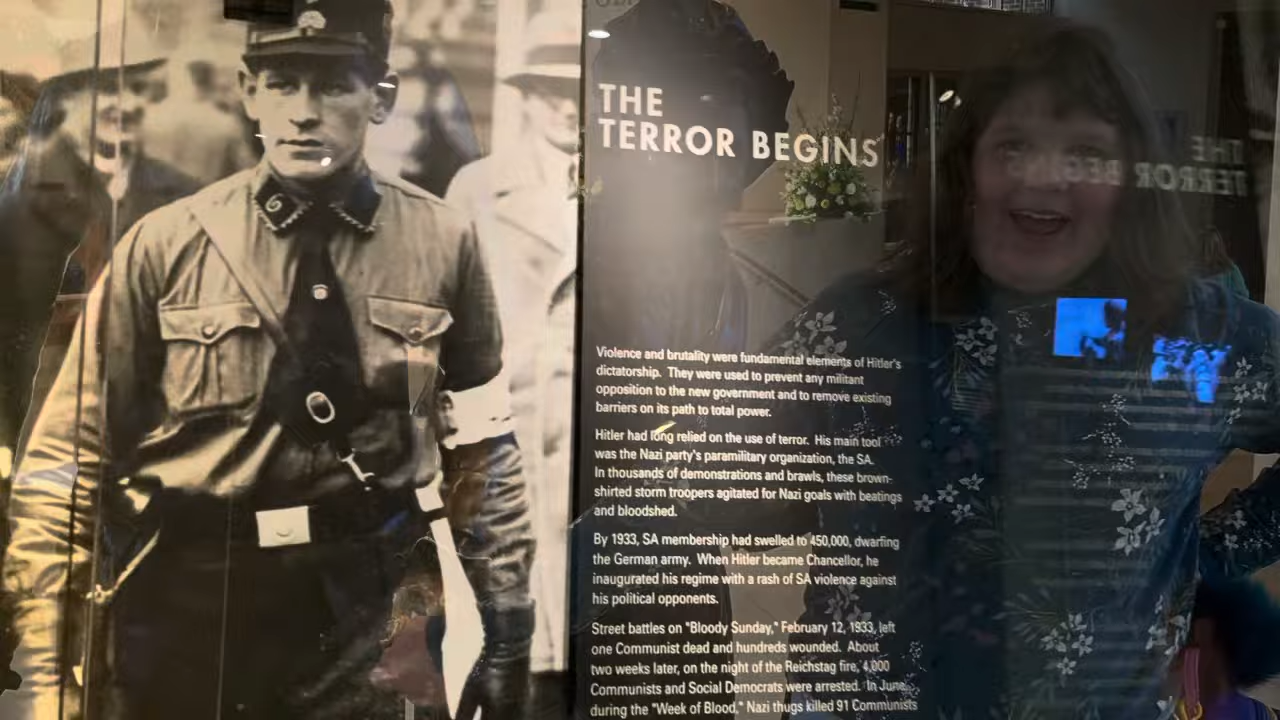 THE
TERROR BEGINS
Violence and brutality were fundamental elements of Hitler's
dictatorship. They were used to prevent any militant
opposition to the new government and to remove existing
barriers on its path to total power.
Hitler had long relied on the use of terror. His main tool
was the Nazi party's paramilitary organization, the SA.
In thousands of demonstrations and brawls, these brown-
shirted storm troopers agitated for Nazi goals with beatings
and bloodshed.
By 1933, SA membership had swelled to 450,000, dwarfing
the German army. When Hitler became Chancellor, he
inaugurated his regime with a rash of SA violence against
his political opponents.
Street battles on "Bloody Sunday," February 12, 1933, left
one Communist dead and hundreds wounded. About
two weeks later, on the night of the Reichstag fire, 4,000
Communists and Social Democrats were arrested. In June,
during the "Week of Blood," Nazi thugs killed 91 Communists
THE
TERROR BEGINS